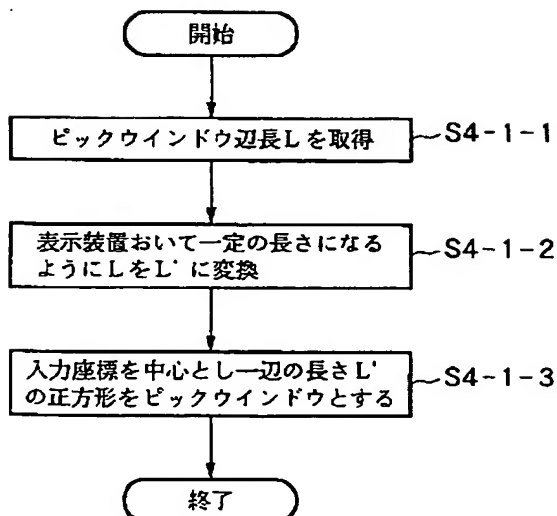 開始
ピックウインドウ辺長Lを取得
S4-1-1
表示装置おいて一定の長さになる
ようにLをL'に変換
S4-1-2
入力座標を中心とし一辺の長さL'
の正方形をピックウインドウとする
S4-1-3
終了